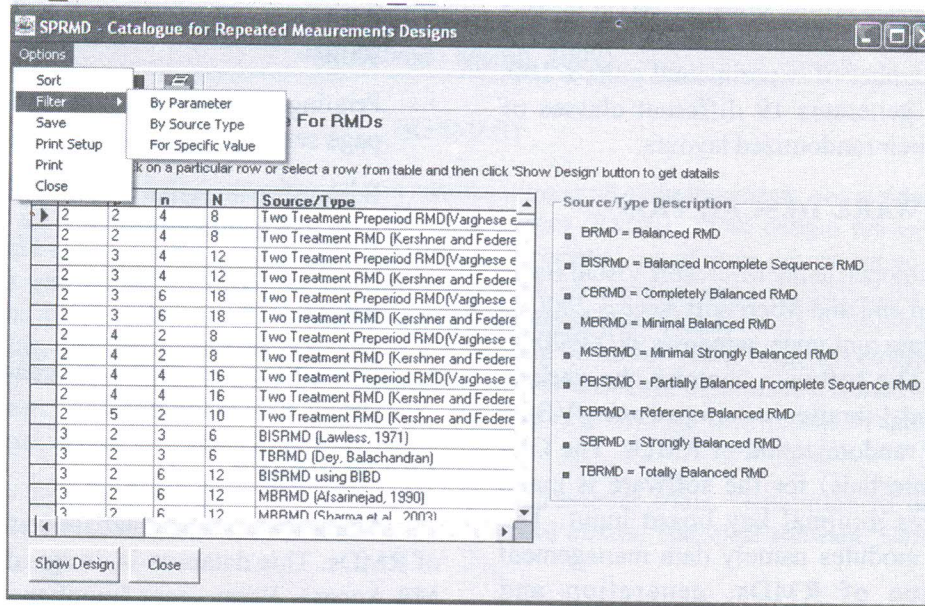 SPRMD - Catalogue for Repeated Meaurements Designs
Options
Sort
Filter
Save
Print Setup
Print
Close
By Parameter
By Source Type
For Specific Value
For RMDs
on a particular row or select a row from table and then click 'Show Design' button to get datails
n N Source/Type
2 2 4 8 Two Treatment Preperiod RMD(Varghese e
2 2 4 8 Two Treatment RMD (Kershner and Federe
2 3 4 12 Two Treatment Preperiod RMD(Varghese e
2 3 4 12 Two Treatment RMD (Kershner and Federe
2 3 6 18 Two Treatment Preperiod RMD(Varghese e
2 3 6 18 Two Treatment RMD (Kershner and Federe
2 4 2 8 Two Treatment Preperiod RMD(Varghese e
2 4 2 8 Two Treatment RMD (Kershner and Federe
2 4 4 16 Two Treatment Preperiod RMD(Varghese e
2 4 4 16 Two Treatment RMD (Kershner and Federe
2 5 2 10 Two Treatment RMD (Kershner and Federe
3 2 3 6 BISRMD (Lawless, 1971)
3 2 3 6 TBRMD (Dey, Balachandran)
3 2 6 12 BISRMD using BIBD
3 2 6 12 MBRMD (Afsarinejad, 1990)
3 2 6 12 MBRMD (Sharma et al., 2003)
Source/Type Description
BRMD = Balanced RMD
BISRMD = Balanced Incomplete Sequence RMD
CBRMD = Completely Balanced RMD
MBRMD = Minimal Balanced RMD
MSBRMD = Minimal Strongly Balanced RMD
PBISRMD = Partially Balanced Incomplete Sequence RMD
RBRMD = Reference Balanced RMD
SBRMD = Strongly Balanced RMD
TBRMD = Totally Balanced RMD
Show Design
Close